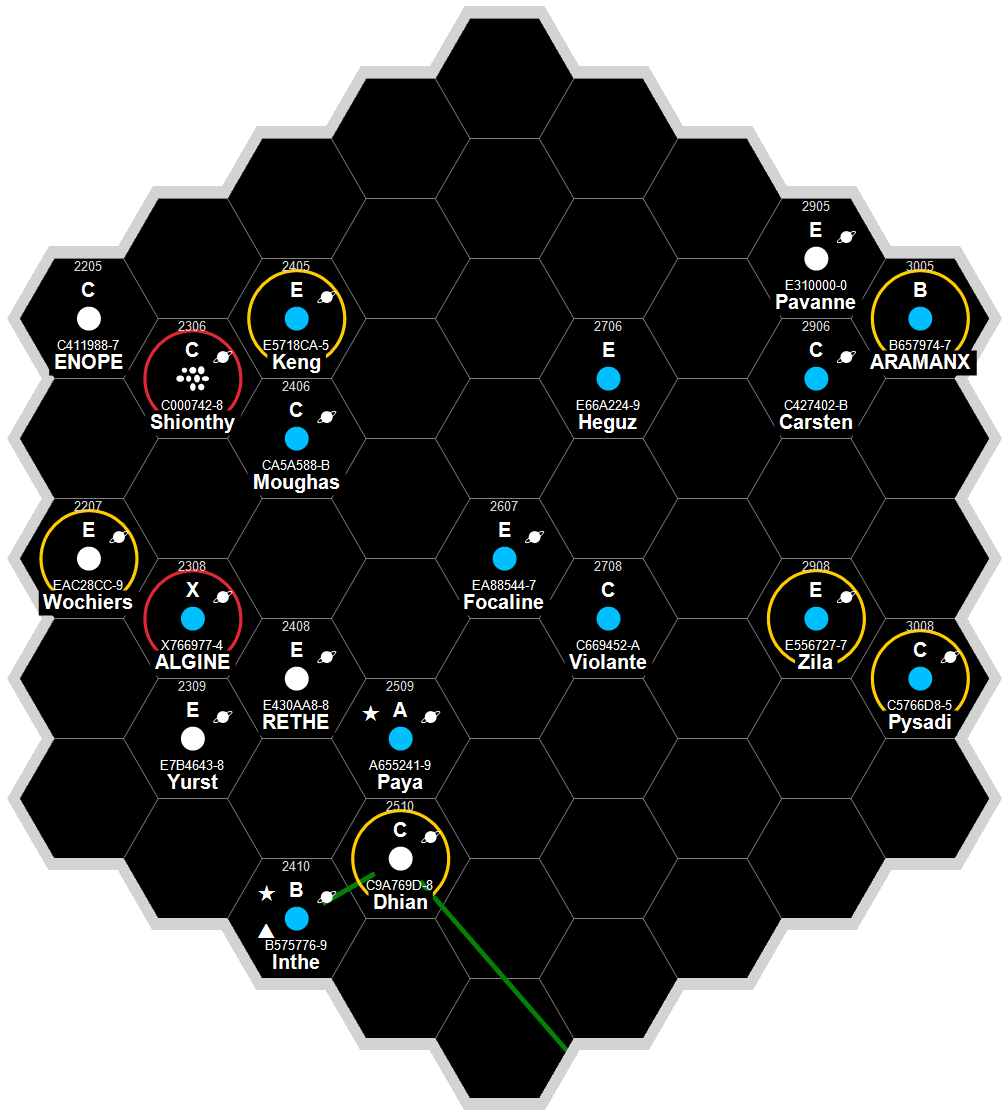 2905
E
E310000-0
Pavanne
2205
C
C411988-7
ENOPE
2405
E
E5718CA-5
Keng
3005
B
B657974-7
ARAMANX
2306
C
C000742-8
Shionthy
2706
E
E66A224-9
Heguz
2906
C
C427402-B
Carsten
2406
C
CA5A588-B
Moughas
2207
E
EAC28CC-9
Wochiers
2607
E
EA88544-7
Focaline
2308
X
X766977-4
ALGINE
2708
C
C669452-A
Violante
2908
E
E556727-7
Zila
2408
E
E430AA8-8
RETHE
3008
C
C5766D8-5
Pysadi
2309
E
E7B4643-8
Yurst
2509
A
A655241-9
Paya
2510
C
C9A769D-8
Dhian
2410
B
B575776-9
Inthe